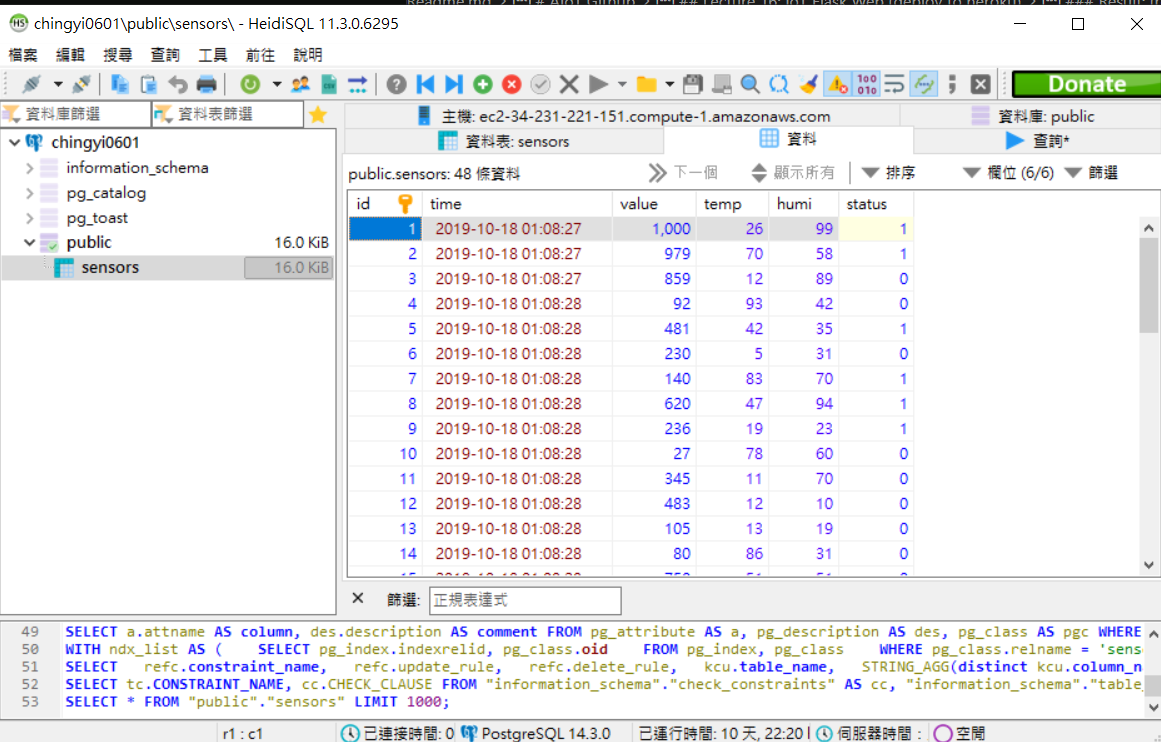 chingyi0601\public\sensors\ - HeidiSQL 11.3.0.6295
檔案 編輯 搜尋 查詢 工具 前往 說明
Donate
資料庫篩選 資料表篩選
主機: ec2-34-231-221-151.compute-1.amazonaws.com 資料庫: public
資料表: sensors 資料 查詢*
chingyi0601
information_schema
pg_catalog
pg_toast
public 16.0 KiB
sensors 16.0 KiB
public.sensors: 48 條資料 下一個 顯示所有 排序 欄位 (6/6) 篩選
id time value temp humi status
1 2019-10-18 01:08:27 1,000 26 99 1
2 2019-10-18 01:08:27 979 70 58 1
3 2019-10-18 01:08:27 859 12 89 0
4 2019-10-18 01:08:28 92 93 42 0
5 2019-10-18 01:08:28 481 42 35 1
6 2019-10-18 01:08:28 230 5 31 0
7 2019-10-18 01:08:28 140 83 70 1
8 2019-10-18 01:08:28 620 47 94 1
9 2019-10-18 01:08:28 236 19 23 1
10 2019-10-18 01:08:28 27 78 60 0
11 2019-10-18 01:08:28 345 11 70 0
12 2019-10-18 01:08:28 483 12 10 0
13 2019-10-18 01:08:28 105 13 19 0
14 2019-10-18 01:08:28 80 86 31 0
篩選: 正規表達式
49 SELECT a.attname AS column, des.description AS comment FROM pg_attribute AS a, pg_description AS des, pg_class AS pgc WHERE
50 WITH ndx_list AS ( SELECT pg_index.indexrelid, pg_class.oid FROM pg_index, pg_class WHERE pg_class.relname = 'sens
51 SELECT refc.constraint_name, refc.update_rule, refc.delete_rule, kcu.table_name, STRING_AGG(distinct kcu.column_n
52 SELECT tc.CONSTRAINT_NAME, cc.CHECK_CLAUSE FROM "information_schema"."check_constraints" AS cc, "information_schema"."table_
53 SELECT * FROM "public"."sensors" LIMIT 1000;
r1 : c1 已連接時間: 0 PostgreSQL 14.3.0 已運行時間: 10 天, 22:20 伺服器時間 : 空閒